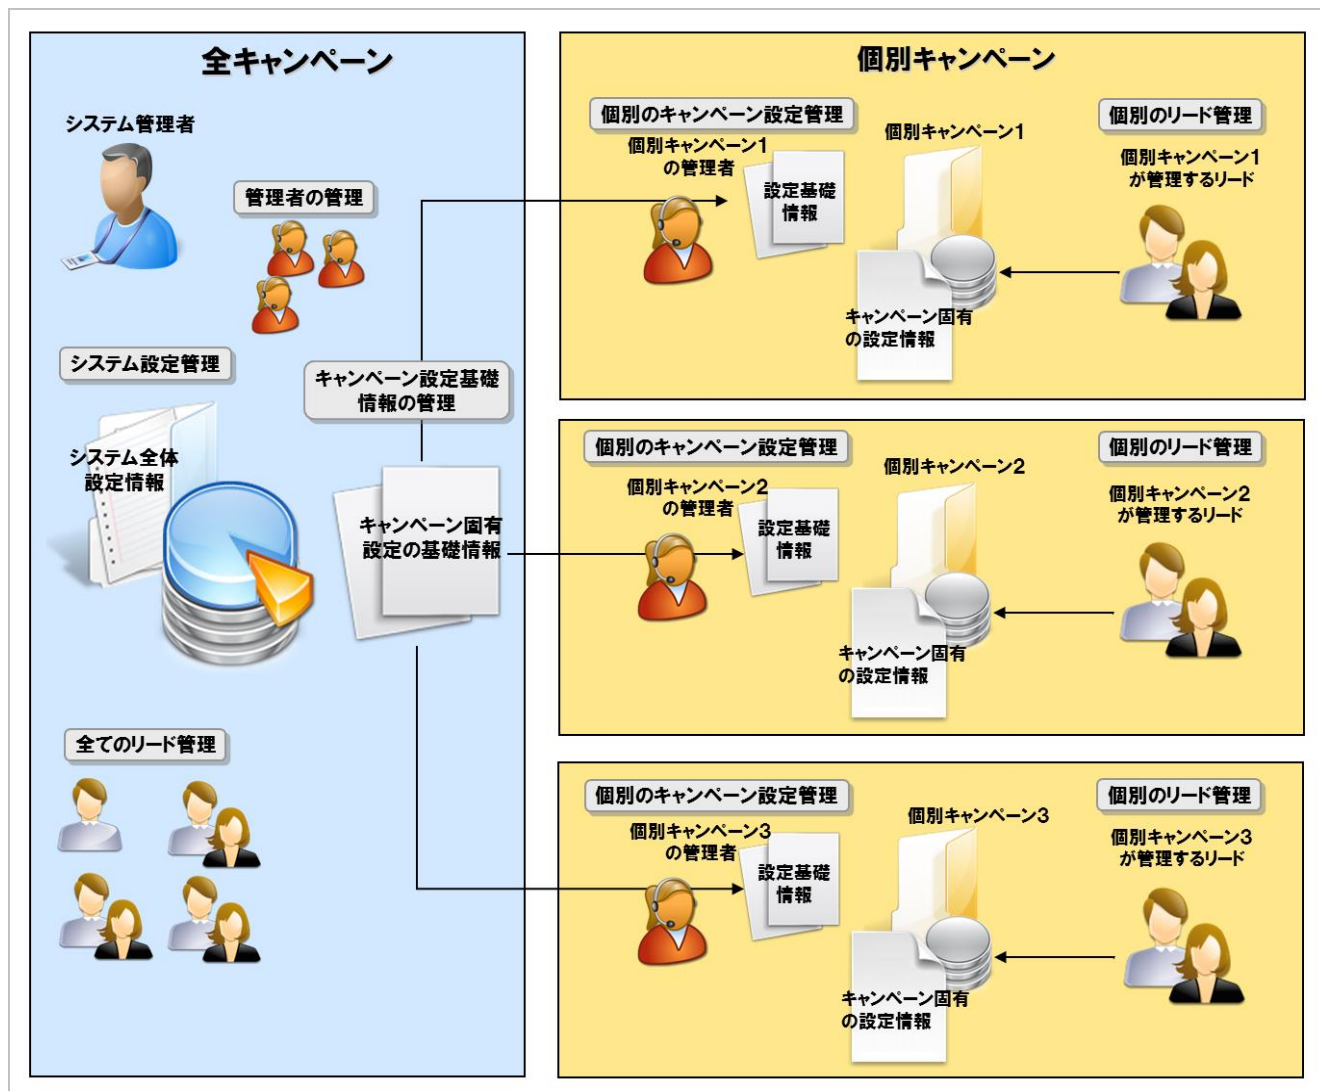 全キャンペーン
システム管理者
管理者の管理
システム設定管理
キャンペーン設定基礎
情報の管理
システム全体
設定情報
キャンペーン固有
設定の基礎情報
全てのリード管理
個別キャンペーン
個別のキャンペーン設定管理
個別キャンペーン1
の管理者
設定基礎
情報
個別キャンペーン1
キャンペーン固有
の設定情報
個別のリード管理
個別キャンペーン1
が管理するリード
個別のキャンペーン設定管理
個別キャンペーン2
の管理者
設定基礎
情報
個別キャンペーン2
キャンペーン固有
の設定情報
個別のリード管理
個別キャンペーン2
が管理するリード
個別のキャンペーン設定管理
個別キャンペーン3
の管理者
設定基礎
情報
個別キャンペーン3
キャンペーン固有
の設定情報
個別のリード管理
個別キャンペーン3
が管理するリード